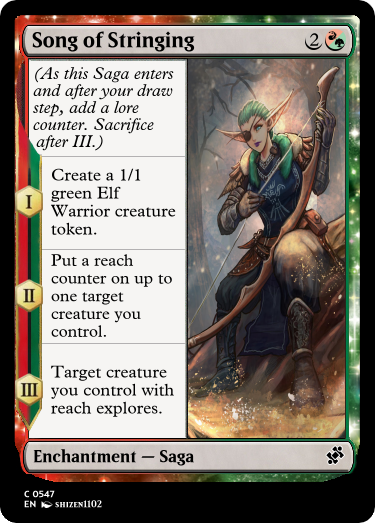 Song of Stringing 2
(As this Saga enters
and after your draw
step, add a lore
counter. Sacrifice
after III.)
I
Create a 1/1
green Elf
Warrior creature
token.
II
Put a reach
counter on up to
one target
creature you
control.
III
Target creature
you control with
reach explores.
Enchantment — Saga
C 0547
EN SHIZEN1102